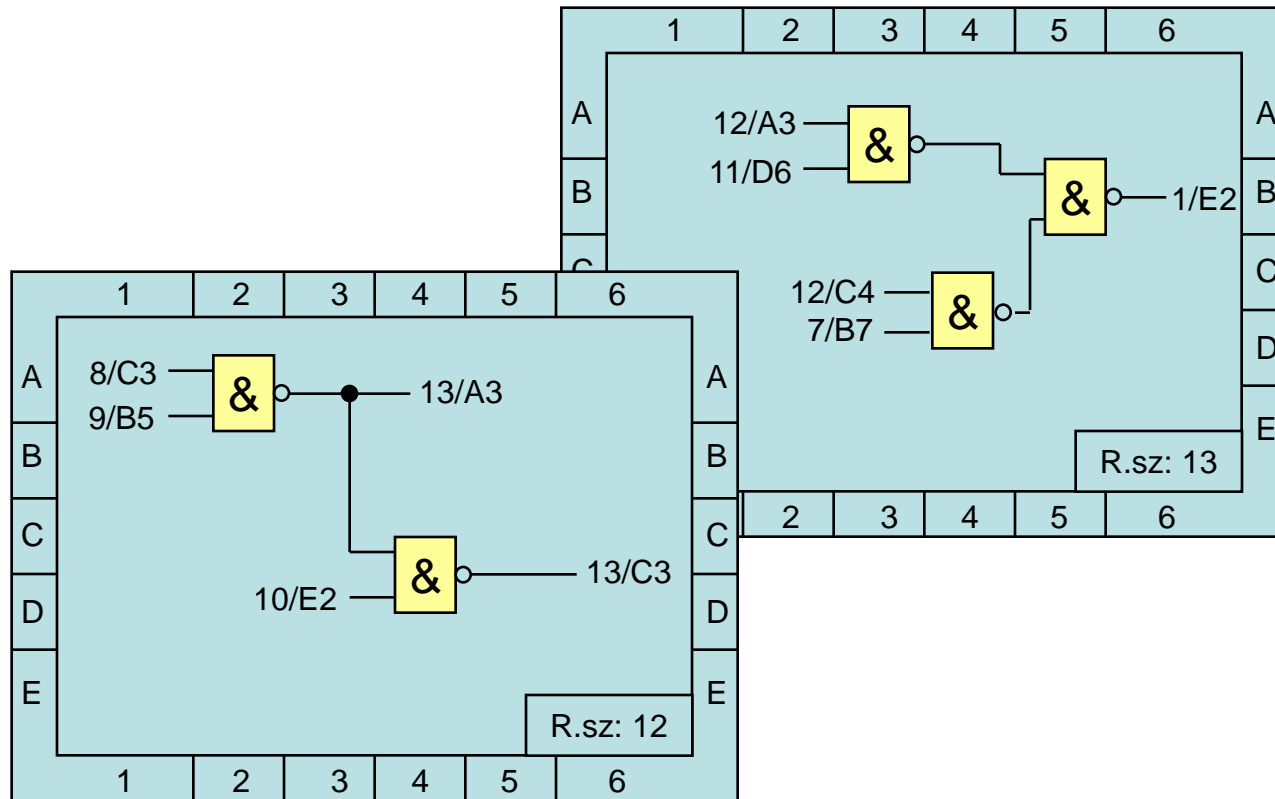 1 2 3 4 5 6
A A
12/A3
&
11/D6
&
1/E2
B B
12/C4
&
7/B7
C C
D
E
R.sz: 13
2 3 4 5 6
1 2 3 4 5 6
A A
8/C3
&
13/A3
9/B5
B B
C C
&
13/C3
10/E2
D D
E E
R.sz: 12
1 2 3 4 5 6